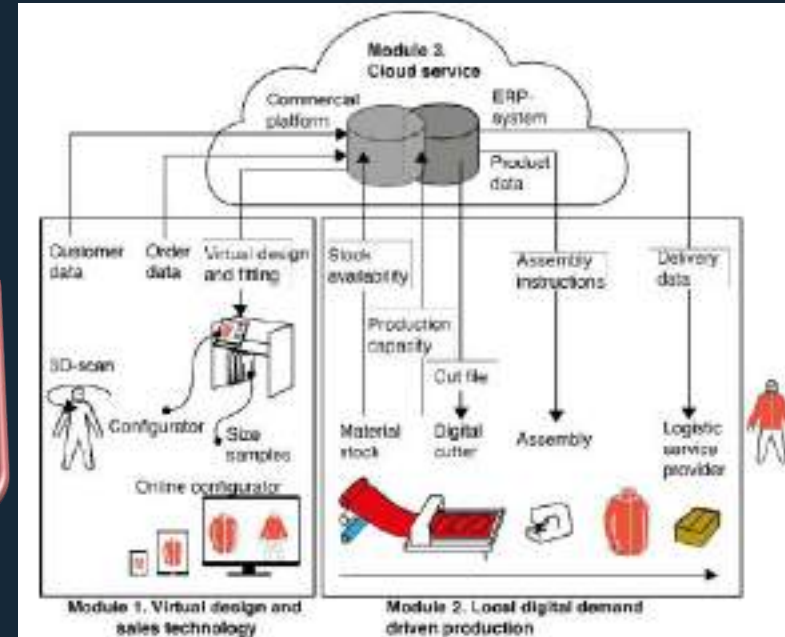 Module 3.
Cloud service
Commercial
platform
ERP-
system
Product
data
Customer
data
Order
data
Virtual design
and fitting
Stock
availability
Assembly
instructions
Delivery
data
Production
capacity
3D-scan
Cut file
Configurator
Size
samples
Material
stock
Digital
cutter
Assembly
Logistic
service
provider
Online configurator
Module 1. Virtual design and
sales technology
Module 2. Local digital demand
driven production